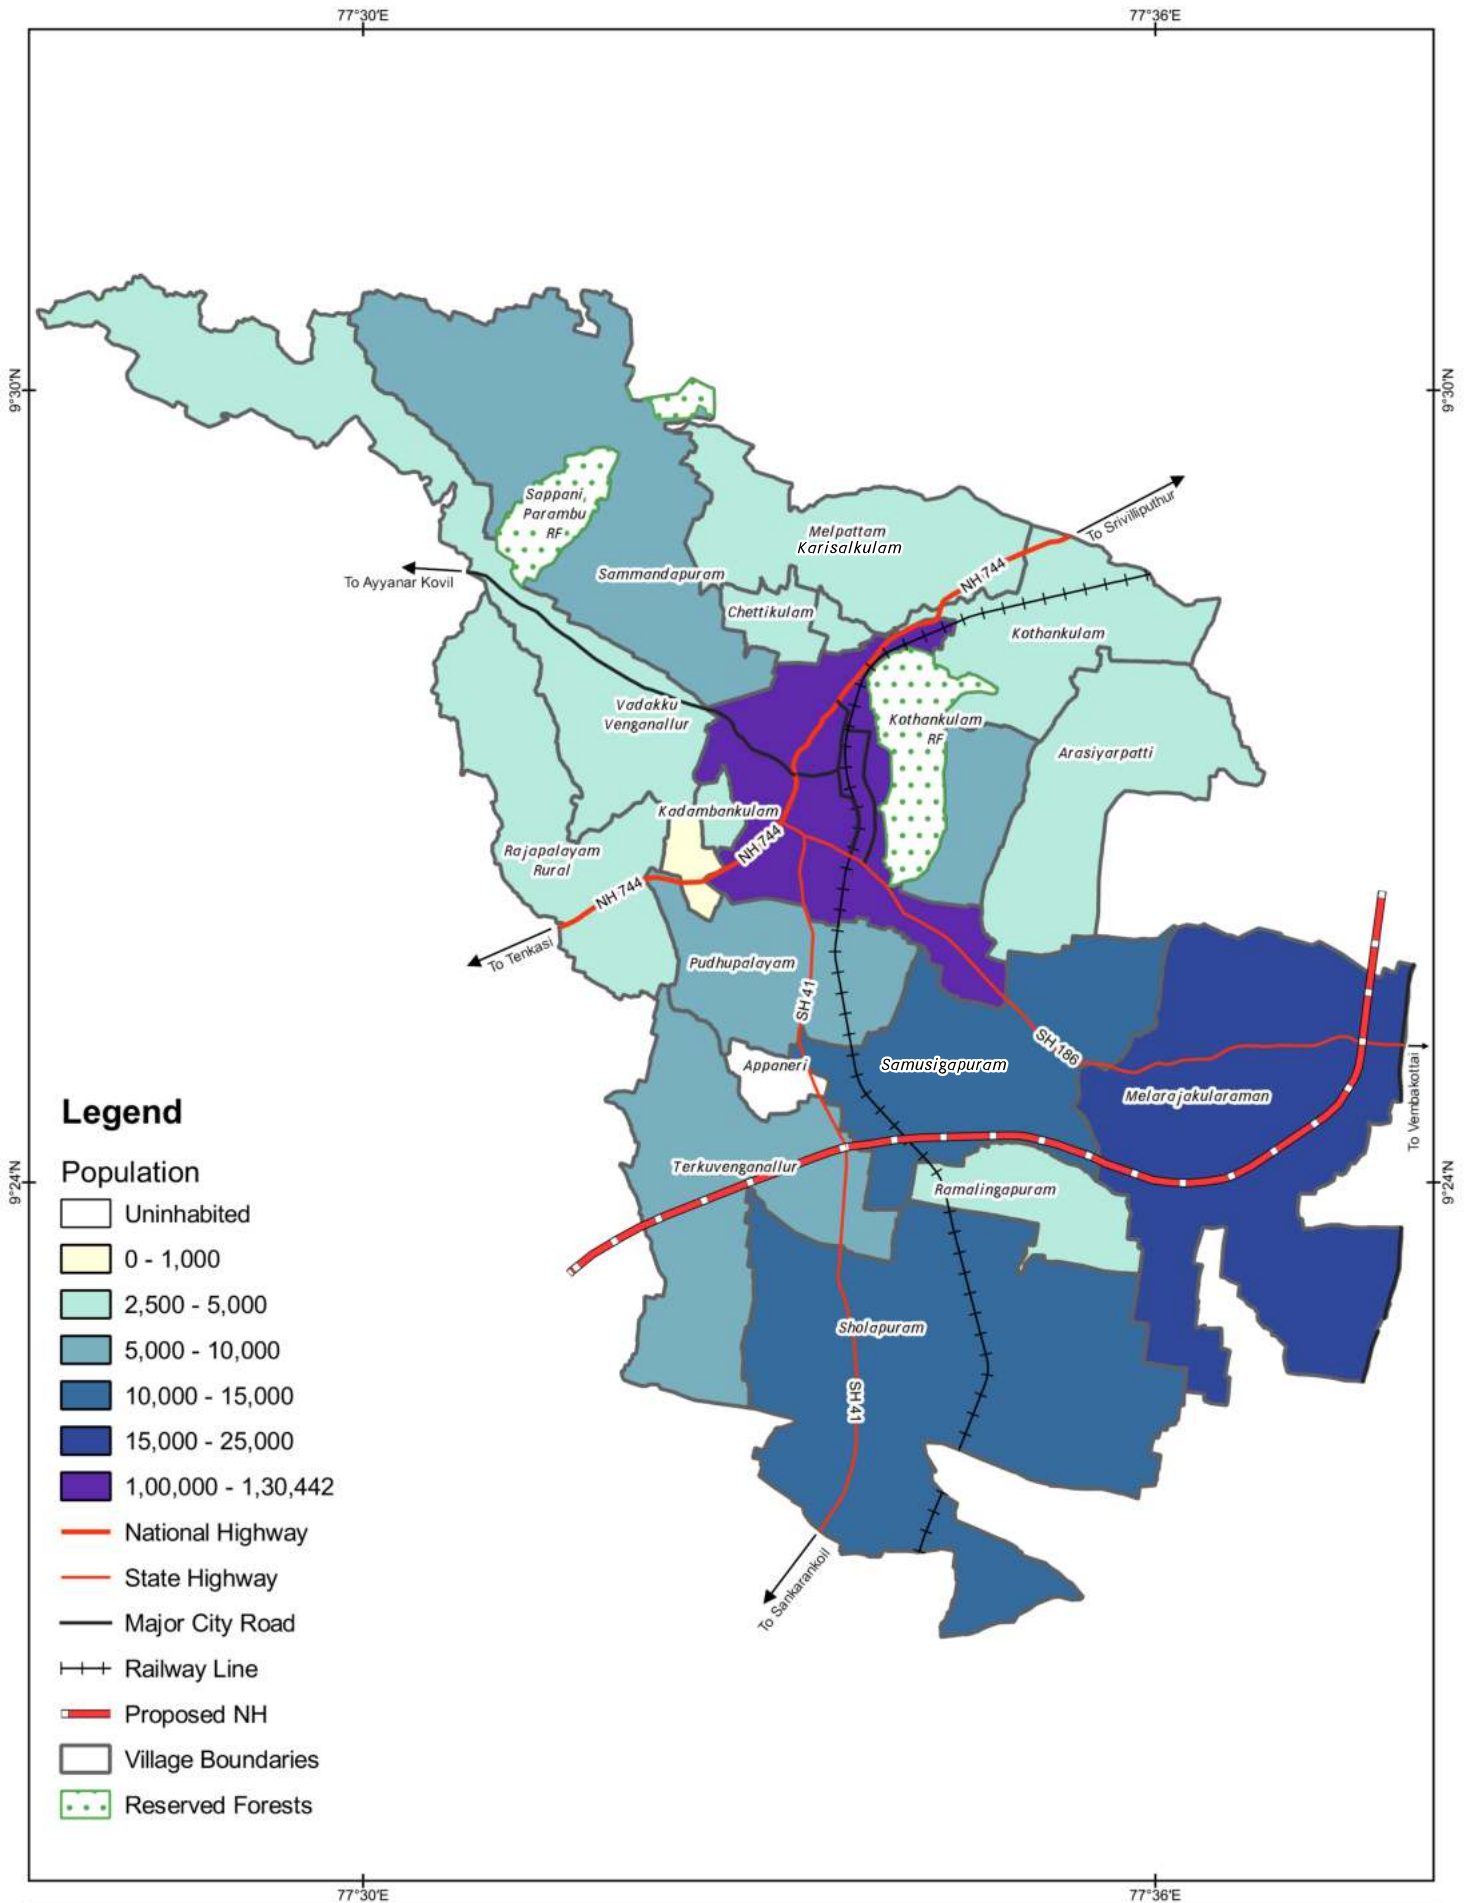 77°30'E
77°36'E
9°30'N
9°30'N
Sappani
Parambu
RF
To Srivilliputhur
Melpattam
Karisalkulam
NH 744
To Ayyanar Kovil
Sammandapuram
Chettikulam
Kothankulam
Vadakku
Venganallur
Kothankulam
RF
Arasiyarpatti
Kadambankulam
NH 744
Rajapalayam
Rural
NH 744
To Tenkasi
Pudhupalayam
SH 41
SH 186
Appaneri
Samusigapuram
To Vembakottai
Melarajakularaman
Terkuvenganallur
Ramalingapuram
9°24'N
9°24'N
Sholapuram
SH 41
To Sankarankoil
Legend
Population
Uninhabited
0 - 1,000
2,500 - 5,000
5,000 - 10,000
10,000 - 15,000
15,000 - 25,000
1,00,000 - 1,30,442
National Highway
State Highway
Major City Road
Railway Line
Proposed NH
Village Boundaries
Reserved Forests
77°30'E
77°36'E